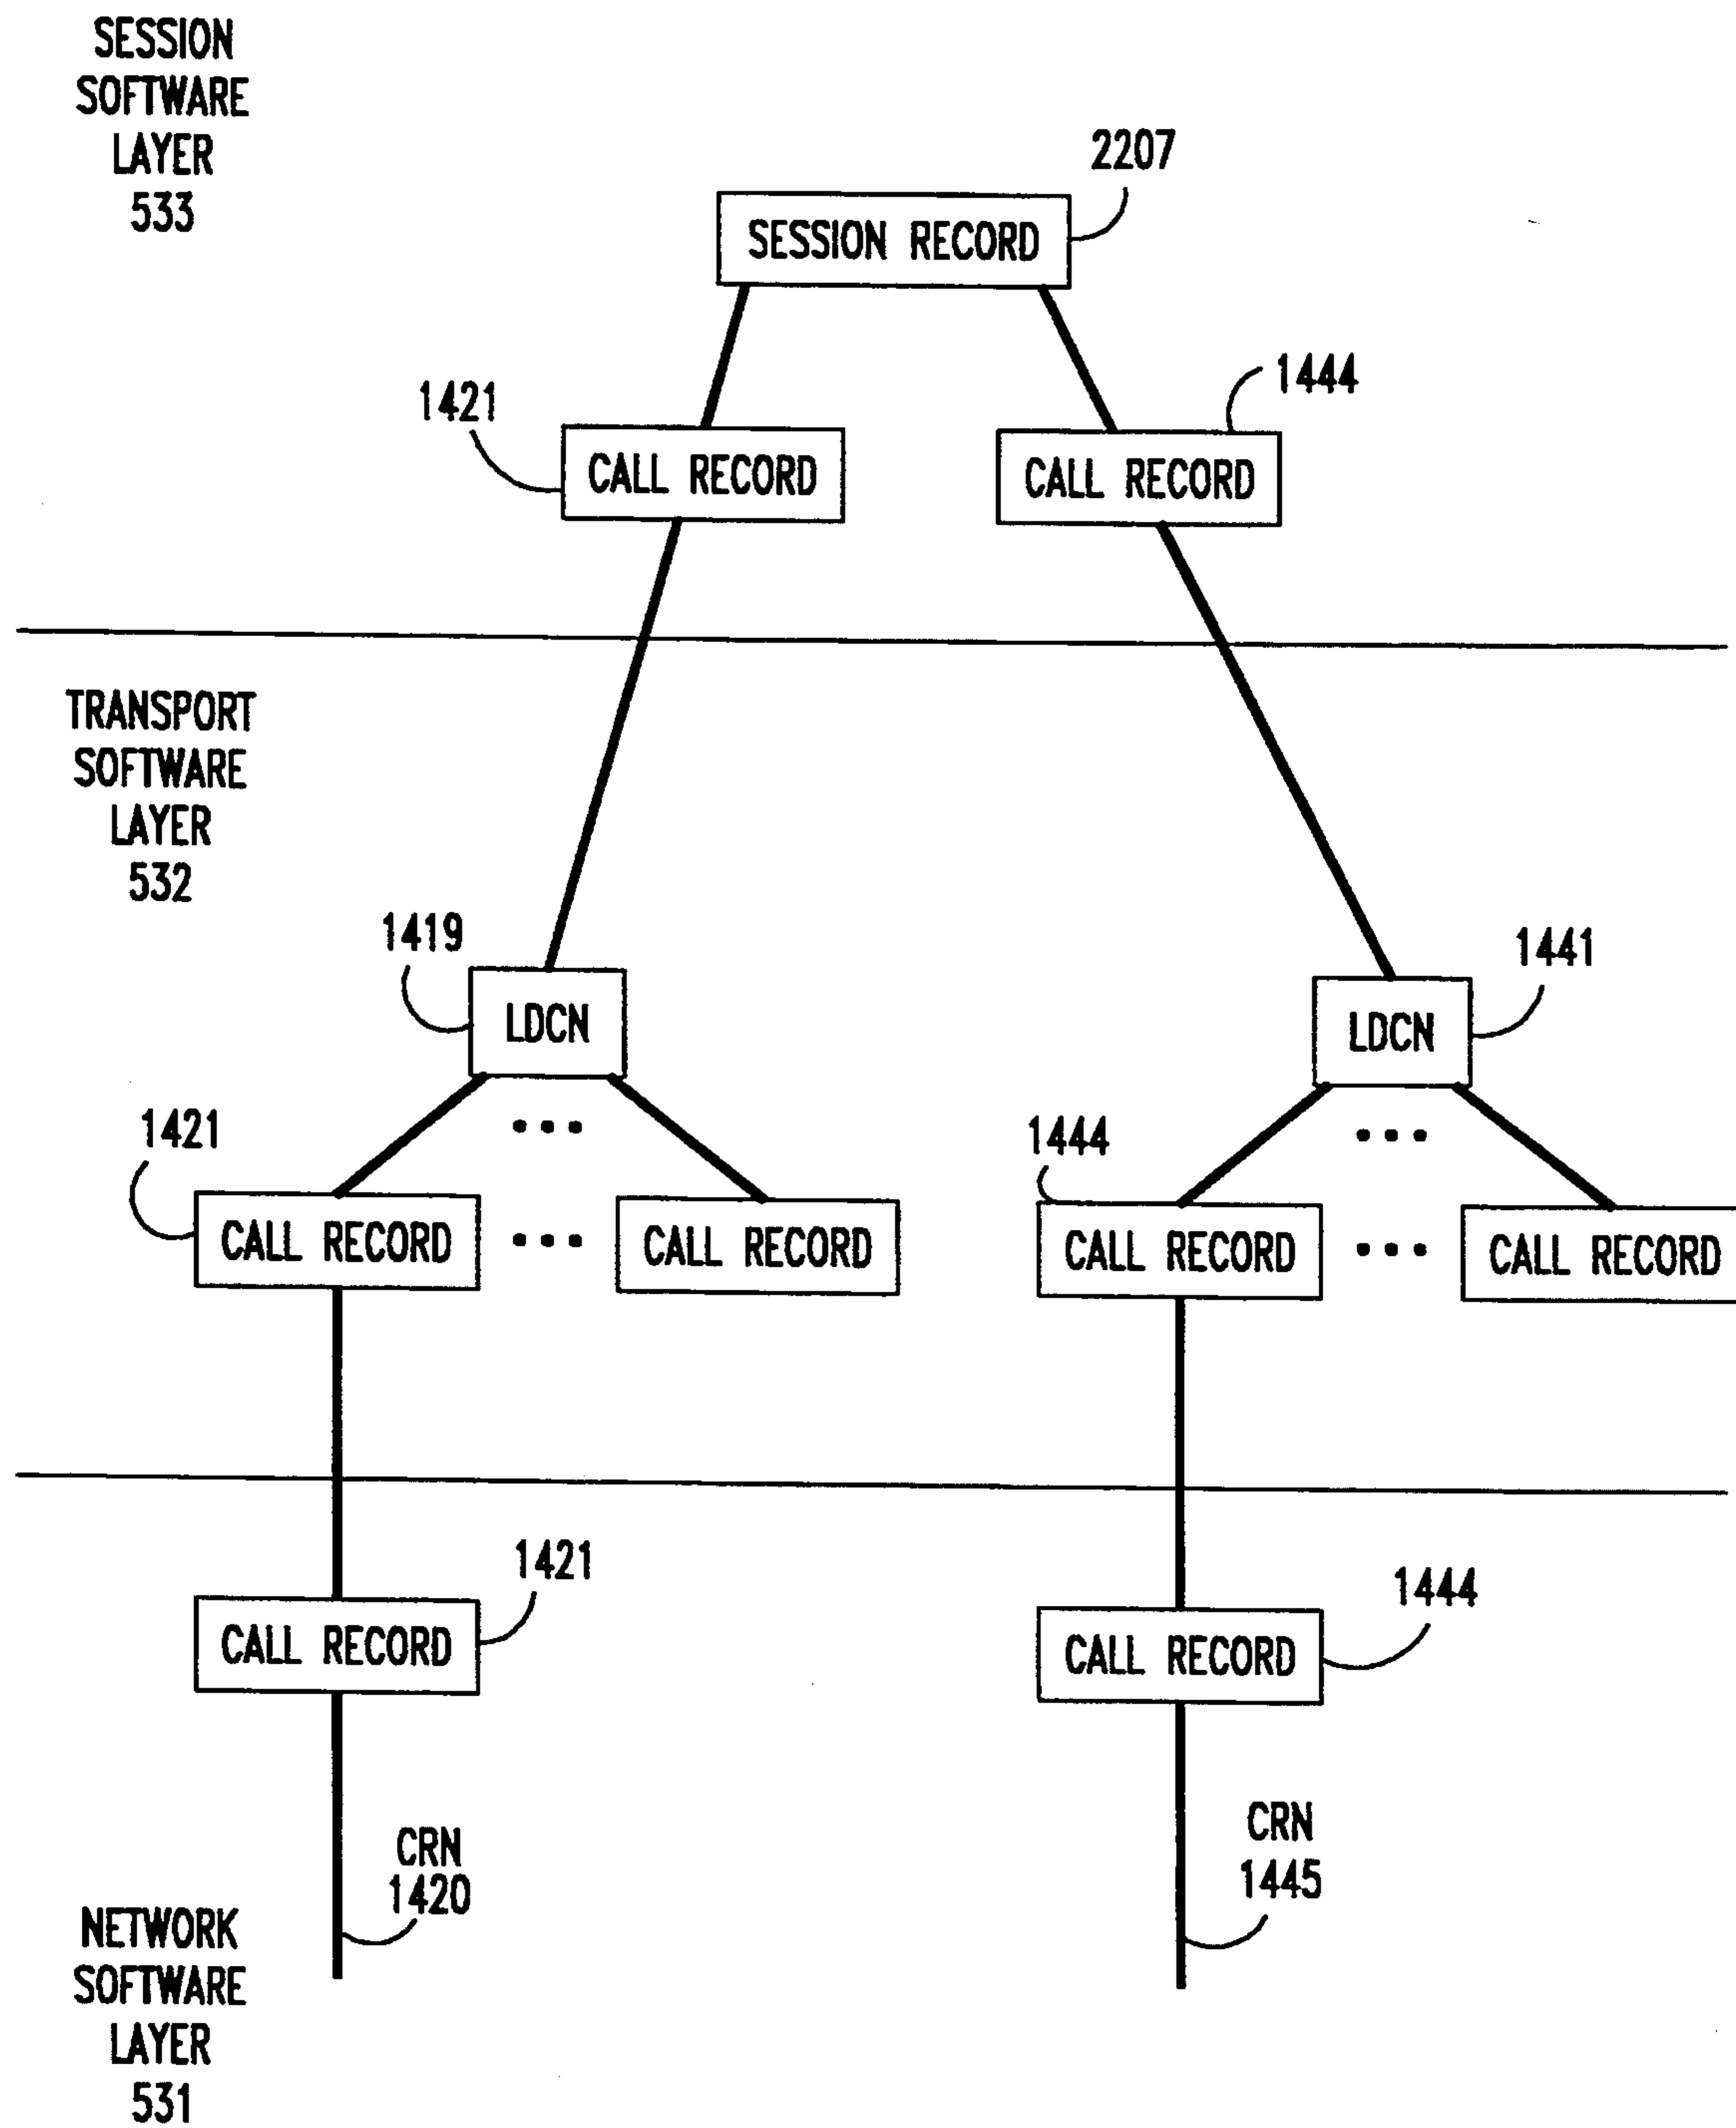 SESSION
SOFTWARE
LAYER
533
2207
SESSION RECORD
1421
1444
CALL RECORD
CALL RECORD
TRANSPORT
SOFTWARE
LAYER
532
1419
1441
LDCN
LDCN
...
...
1421
1444
CALL RECORD
...
CALL RECORD
CALL RECORD
...
CALL RECORD
1421
1444
CALL RECORD
CALL RECORD
CRN
1420
CRN
1445
NETWORK
SOFTWARE
LAYER
531